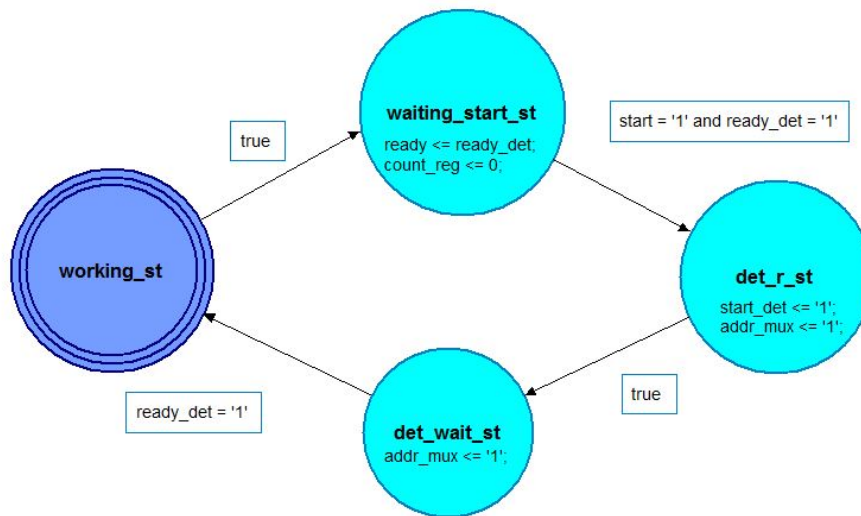 waiting_start_st
ready <= ready_det;
count_reg <= 0;
start = '1' and ready_det = '1'
true
working_st
det_r_st
start_det <= '1';
addr_mux <= '1';
true
ready_det = '1'
det_wait_st
addr_mux <= '1';